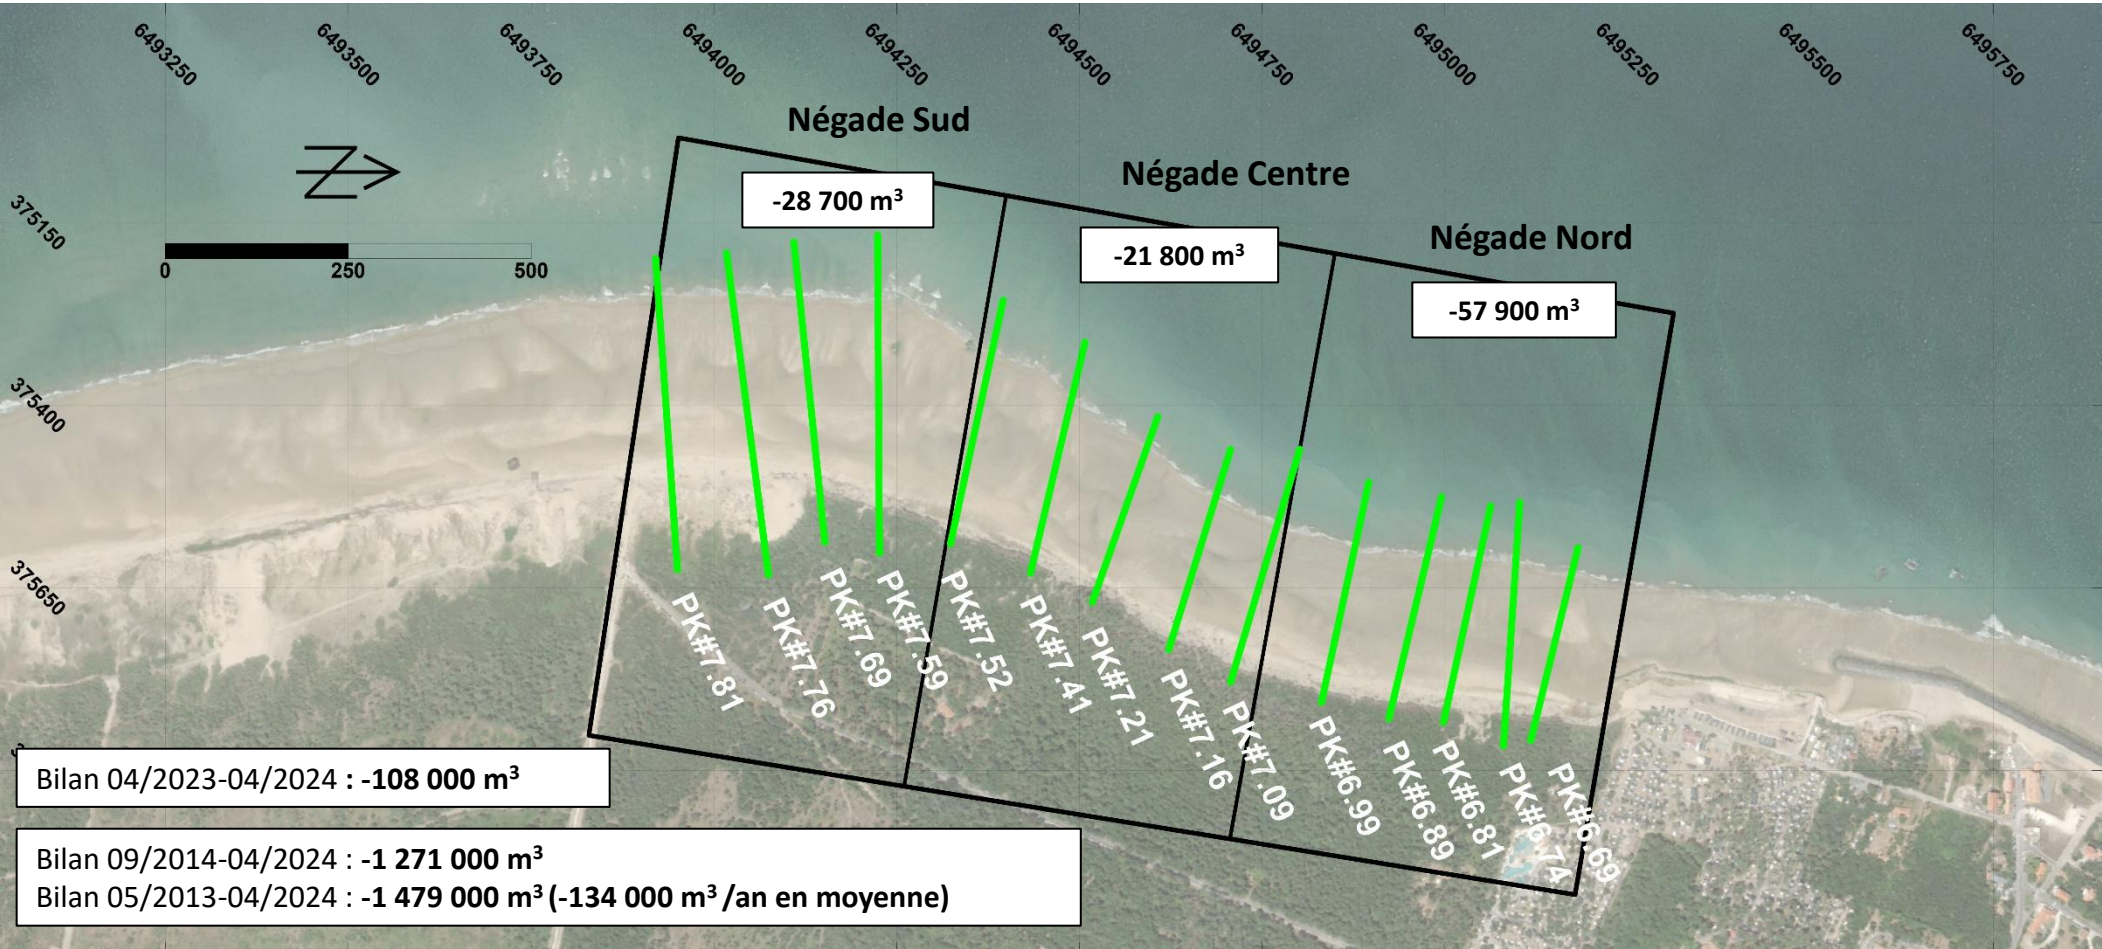 6493250
6493500
6493750
6494000
6494250
6494500
6494750
6495000
6495250
6495500
6495750
Négade Sud
Négade Centre
Négade Nord
-28 700 m³
-21 800 m³
-57 900 m³
Z
0 250 500
375150
375400
375650
PK#7.81
PK#7.76
PK#7.69
PK#7.59
PK#7.52
PK#7.41
PK#7.21
PK#7.16
PK#7.09
PK#6.99
PK#6.89
PK#6.81
PK#6.74
PK#6.69
Bilan 04/2023-04/2024 : -108 000 m³
Bilan 09/2014-04/2024 : -1 271 000 m³
Bilan 05/2013-04/2024 : -1 479 000 m³ (-134 000 m³ /an en moyenne)